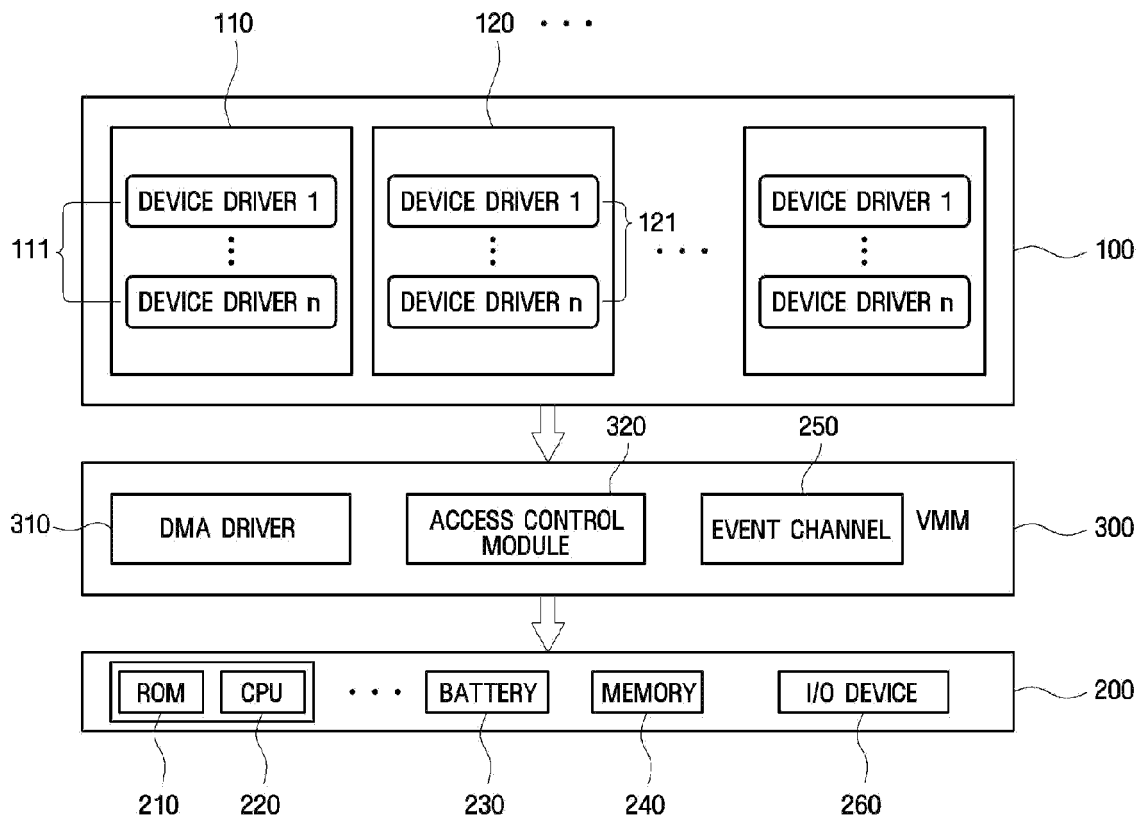 110
120
DEVICE DRIVER 1
DEVICE DRIVER 1
DEVICE DRIVER 1
111
121
100
DEVICE DRIVER n
DEVICE DRIVER n
DEVICE DRIVER n
320
250
310
DMA DRIVER
ACCESS CONTROL
MODULE
EVENT CHANNEL
VMM
300
ROM
CPU
BATTERY
MEMORY
I/O DEVICE
200
210
220
230
240
260